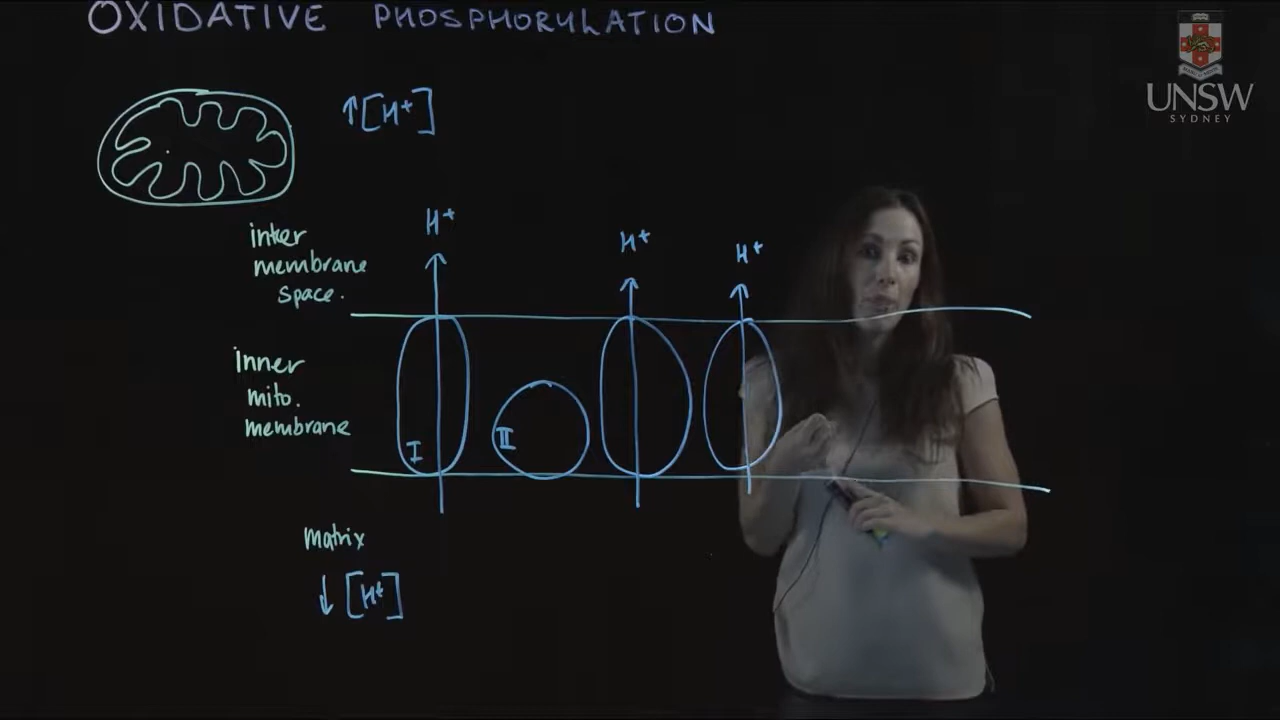 OXIDATIVE PHOSPHORYLATION
UNSW
SYDNEY
↑[H+]
H+
H+
H+
inter
membrane
space.
inner
mito.
membrane
I
II
matrix
↓[H+]